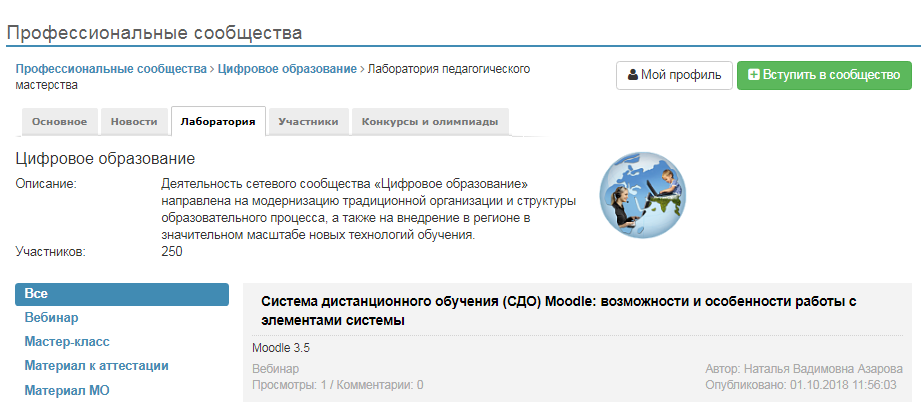 Профессиональные сообщества
Профессиональные сообщества > Цифровое образование > Лаборатория педагогического
мастерства
Мой профиль
Вступить в сообщество
Основное
Новости
Лаборатория
Участники
Конкурсы и олимпиады
Цифровое образование
Описание:
Деятельность сетевого сообщества «Цифровое образование»
направлена на модернизацию традиционной организации и структуры
образовательного процесса, а также на внедрение в регионе в
значительном масштабе новых технологий обучения.
Участников:
250
Все
Вебинар
Мастер-класс
Материал к аттестации
Материал МО
Система дистанционного обучения (СДО) Moodle: возможности и особенности работы с
элементами системы
Moodle 3.5
Вебинар
Просмотры: 1 / Комментарии: 0
Автор: Наталья Вадимовна Азарова
Опубликовано: 01.10.2018 11:56:03